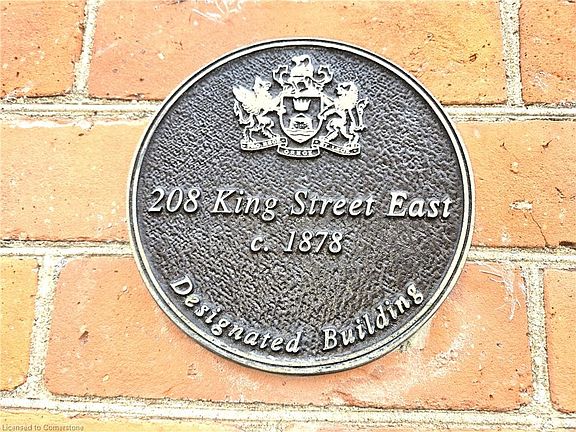 208 King Street East
c. 1878
Designated Building
Licensed to Cornerstone